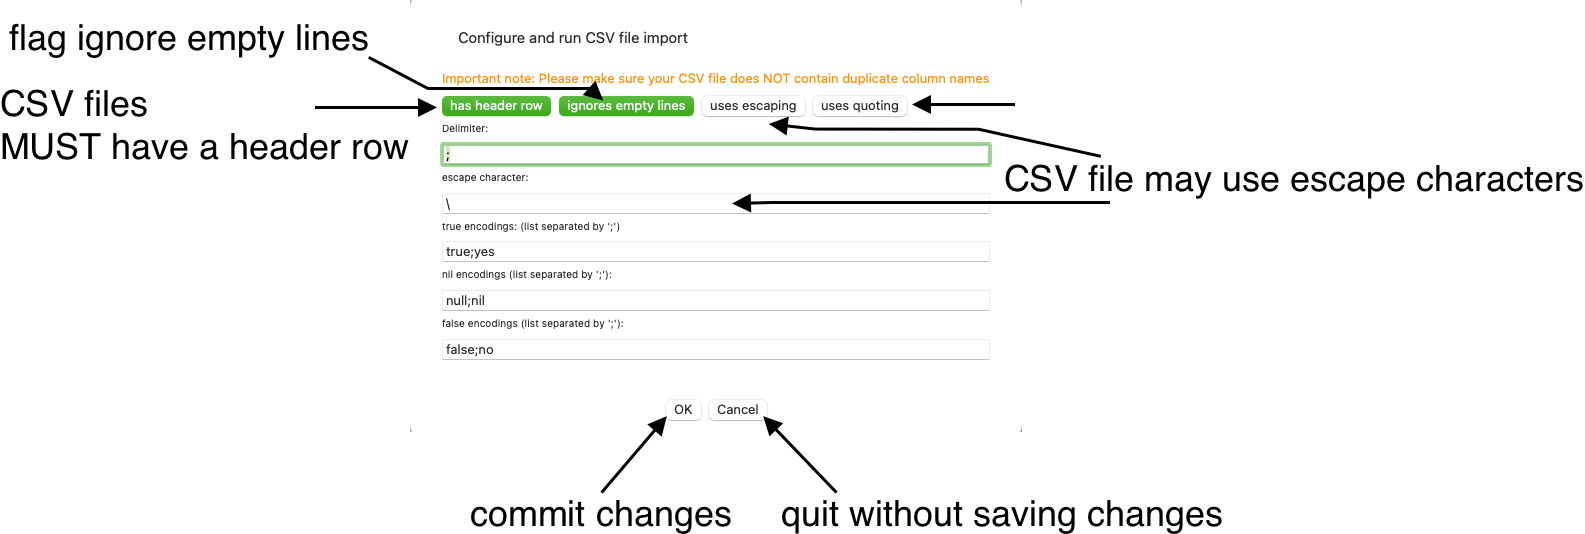 flag ignore empty lines
Configure and run CSV file import
Important note: Please make sure your CSV file does NOT contain duplicate column names
CSV files
MUST have a header row
has header row
ignores empty lines
uses escaping
uses quoting
Delimiter:
;
CSV file may use escape characters
escape character:
\
true encodings: (list separated by ';')
true;yes
nil encodings (list separated by ';'):
null;nil
false encodings (list separated by ';'):
false;no
OK
Cancel
commit changes
quit without saving changes